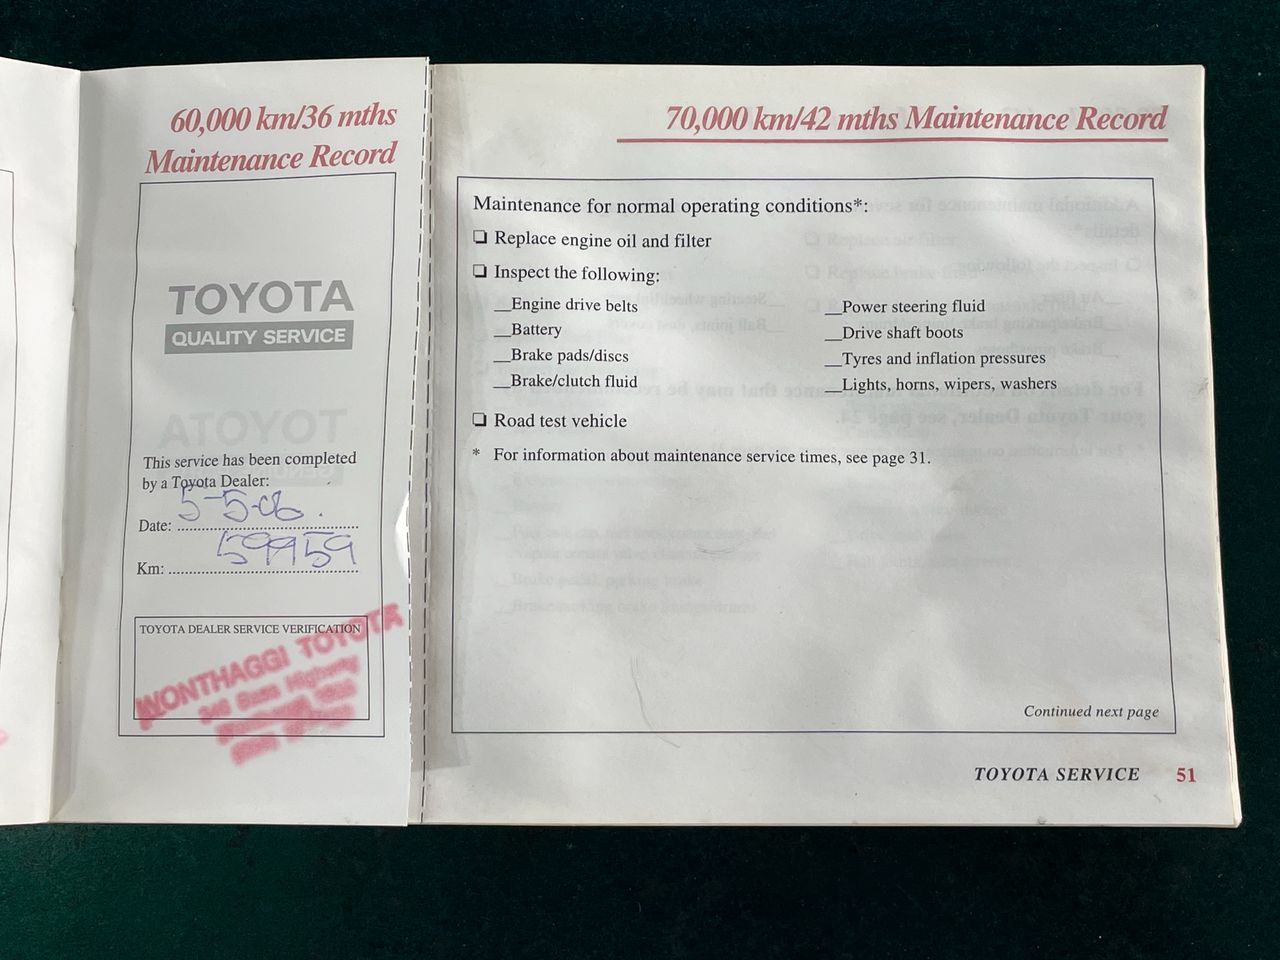 60,000 km/36 mths
Maintenance Record
TOYOTA
QUALITY SERVICE
This service has been completed
by a Toyota Dealer:
Date: 5-5-06.
Km: 59959
TOYOTA DEALER SERVICE VERIFICATION
WONTHAGGI TOYOTA
Bass Highway
70,000 km/42 mths Maintenance Record
Maintenance for normal operating conditions*:
❏ Replace engine oil and filter
❏ Inspect the following:
__Engine drive belts
__Battery
__Brake pads/discs
__Brake/clutch fluid
__Power steering fluid
__Drive shaft boots
__Tyres and inflation pressures
__Lights, horns, wipers, washers
❏ Road test vehicle
* For information about maintenance service times, see page 31.
Continued next page
TOYOTA SERVICE 51